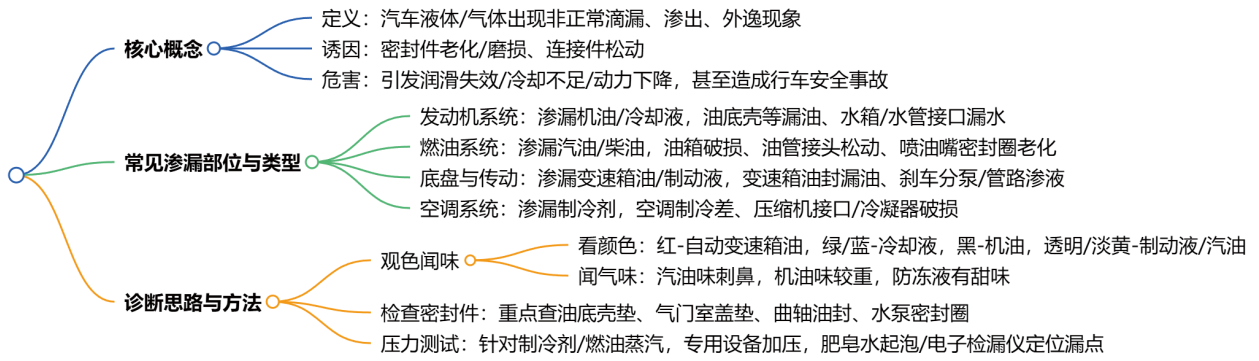 核心概念
定义：汽车液体/气体出现非正常滴漏、渗出、外逸现象
诱因：密封件老化/磨损、连接件松动
危害：引发润滑失效/冷却不足/动力下降，甚至造成行车安全事故
常见渗漏部位与类型
发动机系统：渗漏机油/冷却液，油底壳等漏油、水箱/水管接口漏水
燃油系统：渗漏汽油/柴油，油箱破损、油管接头松动、喷油嘴密封圈老化
底盘与传动：渗漏变速箱油/制动液，变速箱油封漏油、刹车分泵/管路渗液
空调系统：渗漏制冷剂，空调制冷差、压缩机接口/冷凝器破损
诊断思路与方法
观色闻味
看颜色：红-自动变速箱油，绿/蓝-冷却液，黑-机油，透明/淡黄-制动液/汽油
闻气味：汽油味刺鼻，机油味较重，防冻液有甜味
检查密封件：重点查油底壳垫、气门室盖垫、曲轴油封、水泵密封圈
压力测试：针对制冷剂/燃油蒸汽，专用设备加压，肥皂水起泡/电子检漏仪定位漏点